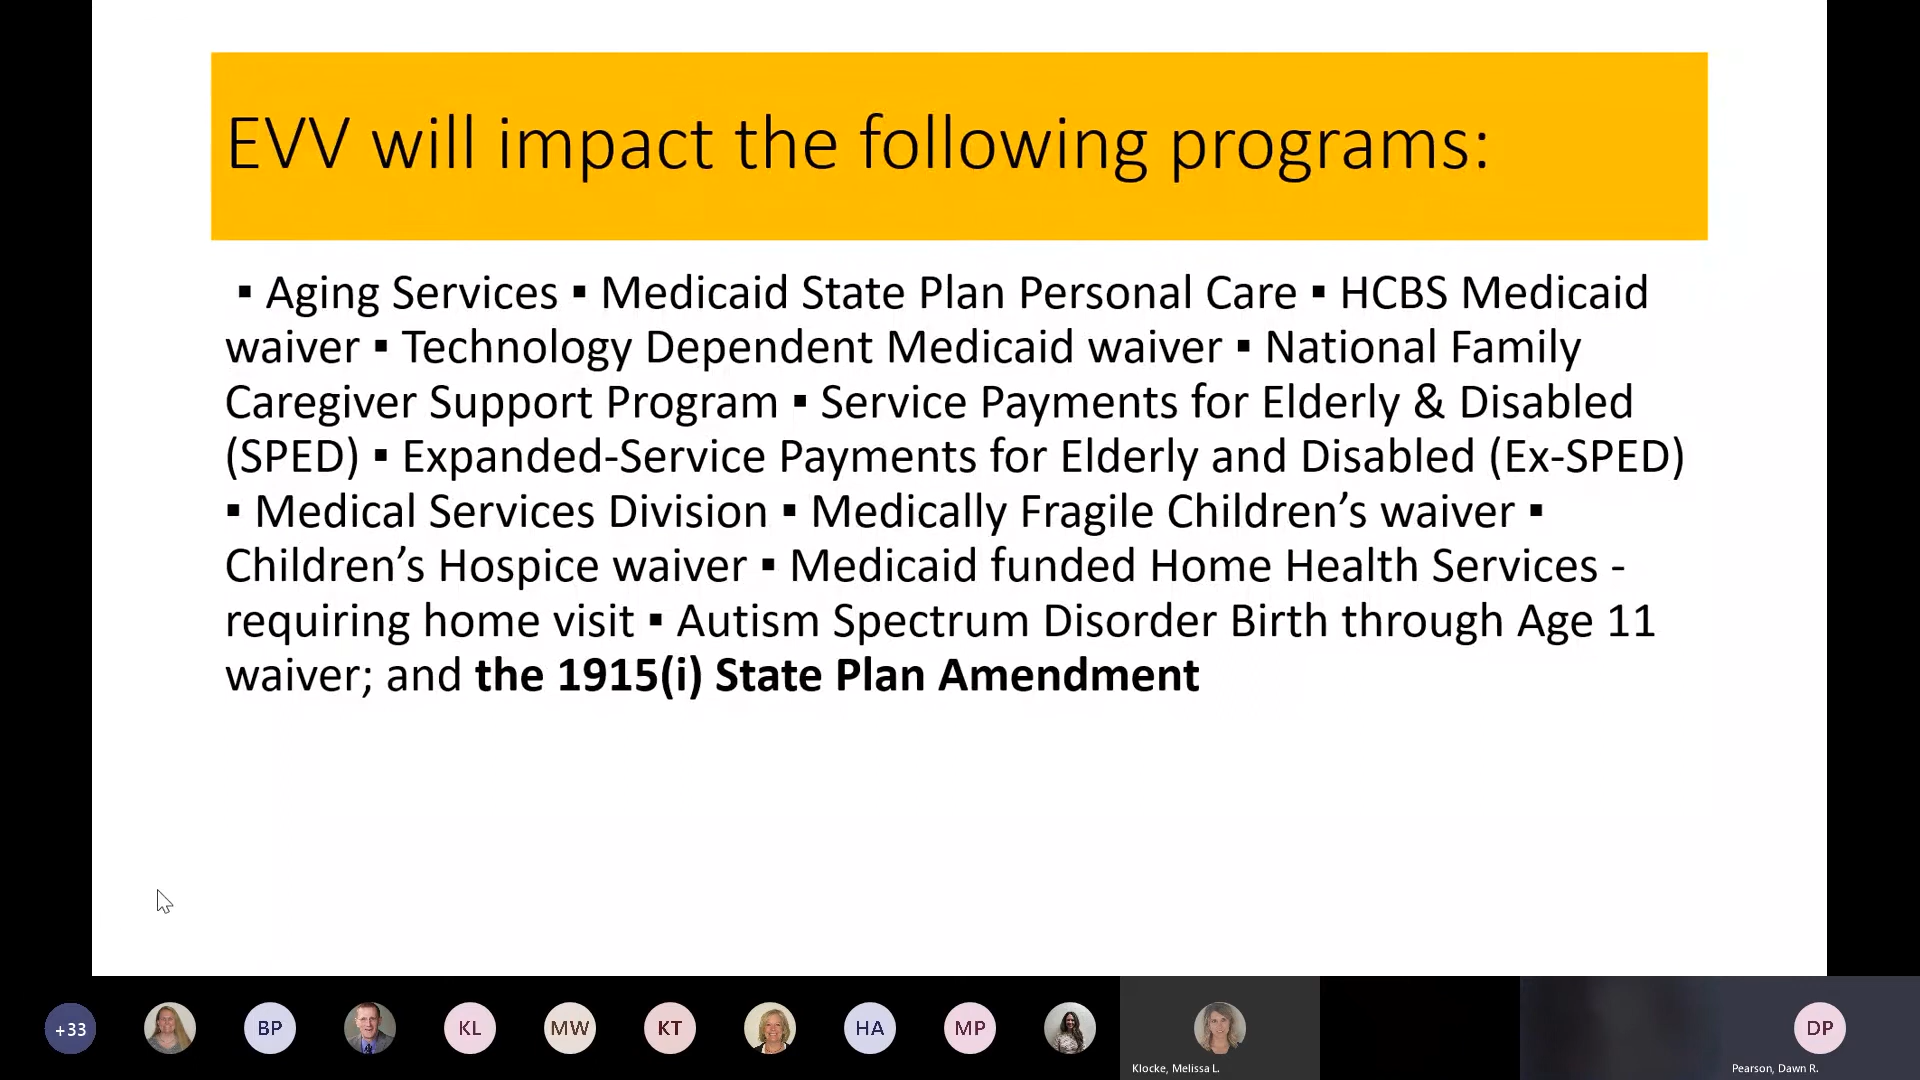 EVV will impact the following programs:
▪ Aging Services ▪ Medicaid State Plan Personal Care ▪ HCBS Medicaid
waiver ▪ Technology Dependent Medicaid waiver ▪ National Family
Caregiver Support Program ▪ Service Payments for Elderly & Disabled
(SPED) ▪ Expanded-Service Payments for Elderly and Disabled (Ex-SPED)
▪ Medical Services Division ▪ Medically Fragile Children’s waiver ▪
Children’s Hospice waiver ▪ Medicaid funded Home Health Services -
requiring home visit ▪ Autism Spectrum Disorder Birth through Age 11
waiver; and the 1915(i) State Plan Amendment
+33
BP
KL
MW
KT
HA
MP
DP
Klocke, Melissa L.
Pearson, Dawn R.